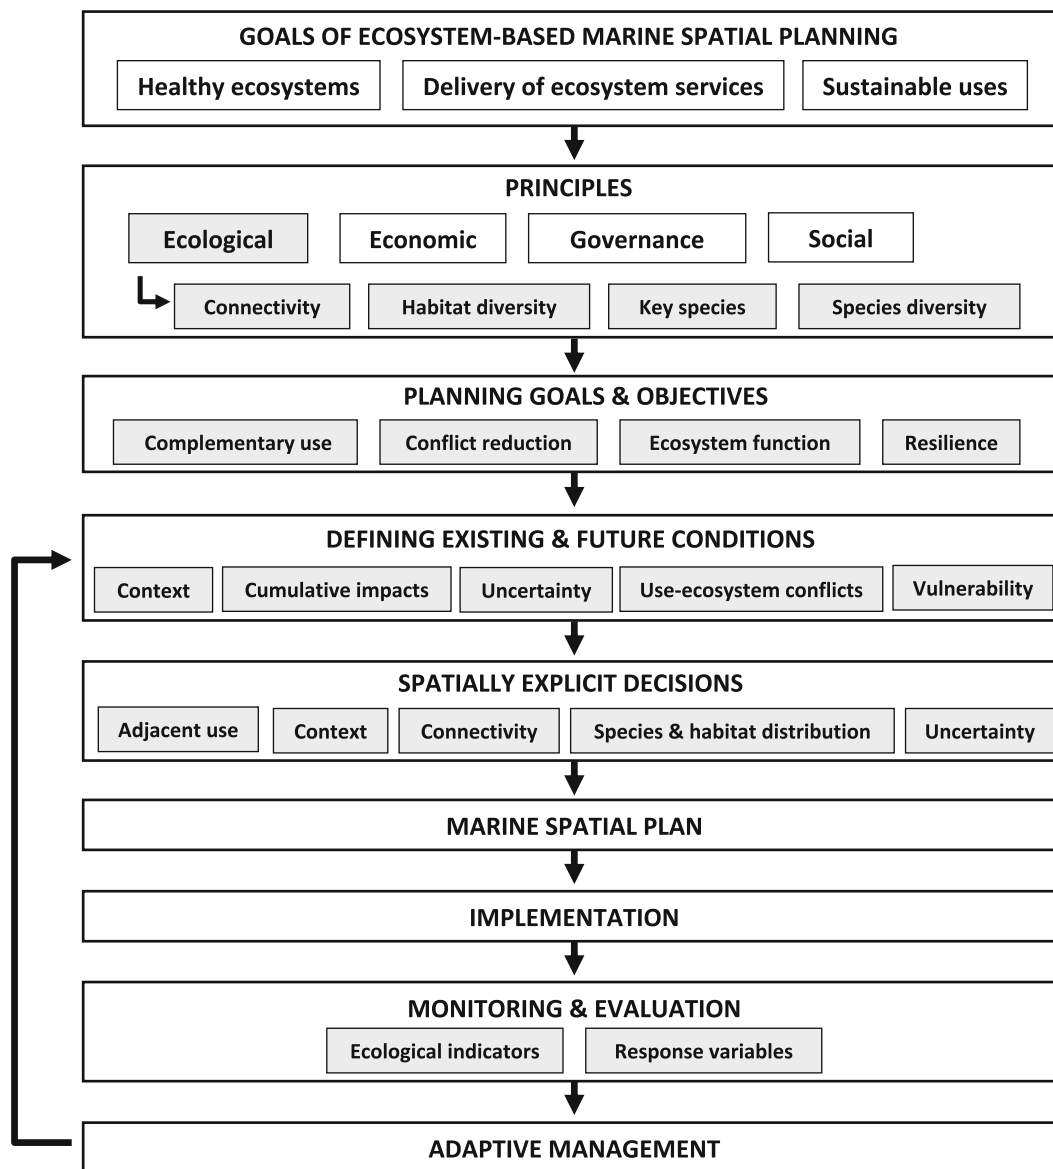 GOALS OF ECOSYSTEM-BASED MARINE SPATIAL PLANNING
Healthy ecosystems
Delivery of ecosystem services
Sustainable uses
PRINCIPLES
Ecological
Economic
Governance
Social
Connectivity
Habitat diversity
Key species
Species diversity
PLANNING GOALS & OBJECTIVES
Complementary use
Conflict reduction
Ecosystem function
Resilience
DEFINING EXISTING & FUTURE CONDITIONS
Context
Cumulative impacts
Uncertainty
Use-ecosystem conflicts
Vulnerability
SPATIALLY EXPLICIT DECISIONS
Adjacent use
Context
Connectivity
Species & habitat distribution
Uncertainty
MARINE SPATIAL PLAN
IMPLEMENTATION
MONITORING & EVALUATION
Ecological indicators
Response variables
ADAPTIVE MANAGEMENT